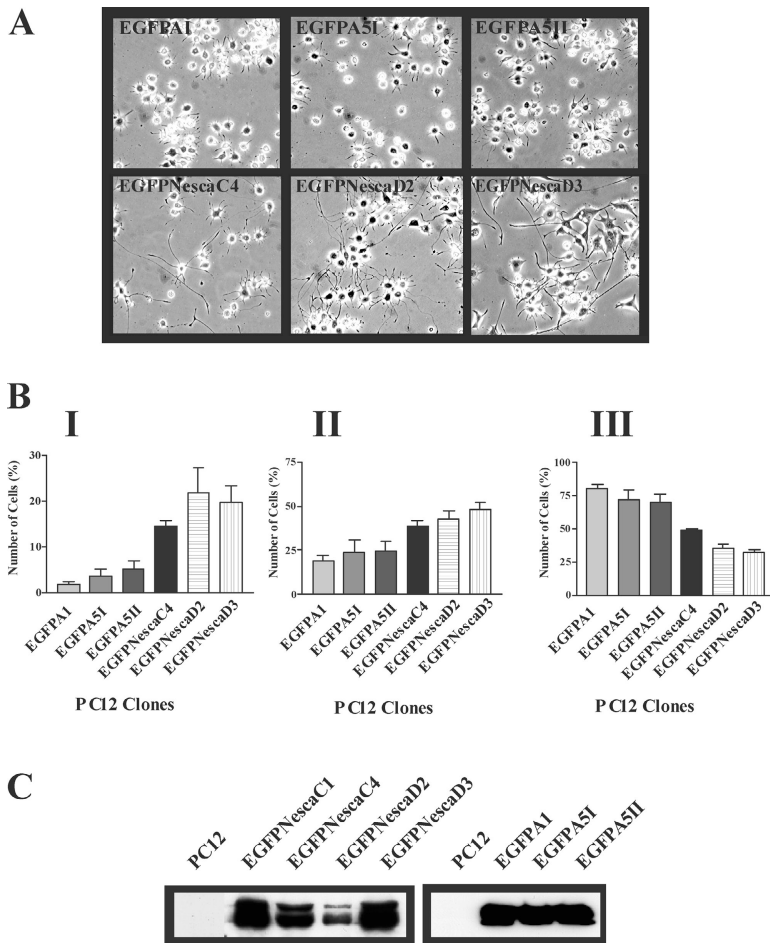 A
EGFPAI EGFPA5I EGFPA5II
EGFPNescaC4 EGFPNescaD2 EGFPNescaD3
B
I II III
Number of Cells (%)
30
20
10
0
EGFPA1
EGFPA5I
EGFPA5II
EGFPNescaC4
EGFPNescaD2
EGFPNescaD3
PC12 Clones
Number of Cells (%)
75
50
25
0
EGFPA1
EGFPA5I
EGFPA5II
EGFPNescaC4
EGFPNescaD2
EGFPNescaD3
PC12 Clones
Number of Cells (%)
100
75
50
25
0
EGFPA1
EGFPA5I
EGFPA5II
EGFPNescaC4
EGFPNescaD2
EGFPNescaD3
PC12 Clones
C
PC12
EGFPNescaC1
EGFPNescaC4
EGFPNescaD2
EGFPNescaD3
PC12
EGFPA1
EGFPA5I
EGFPA5II